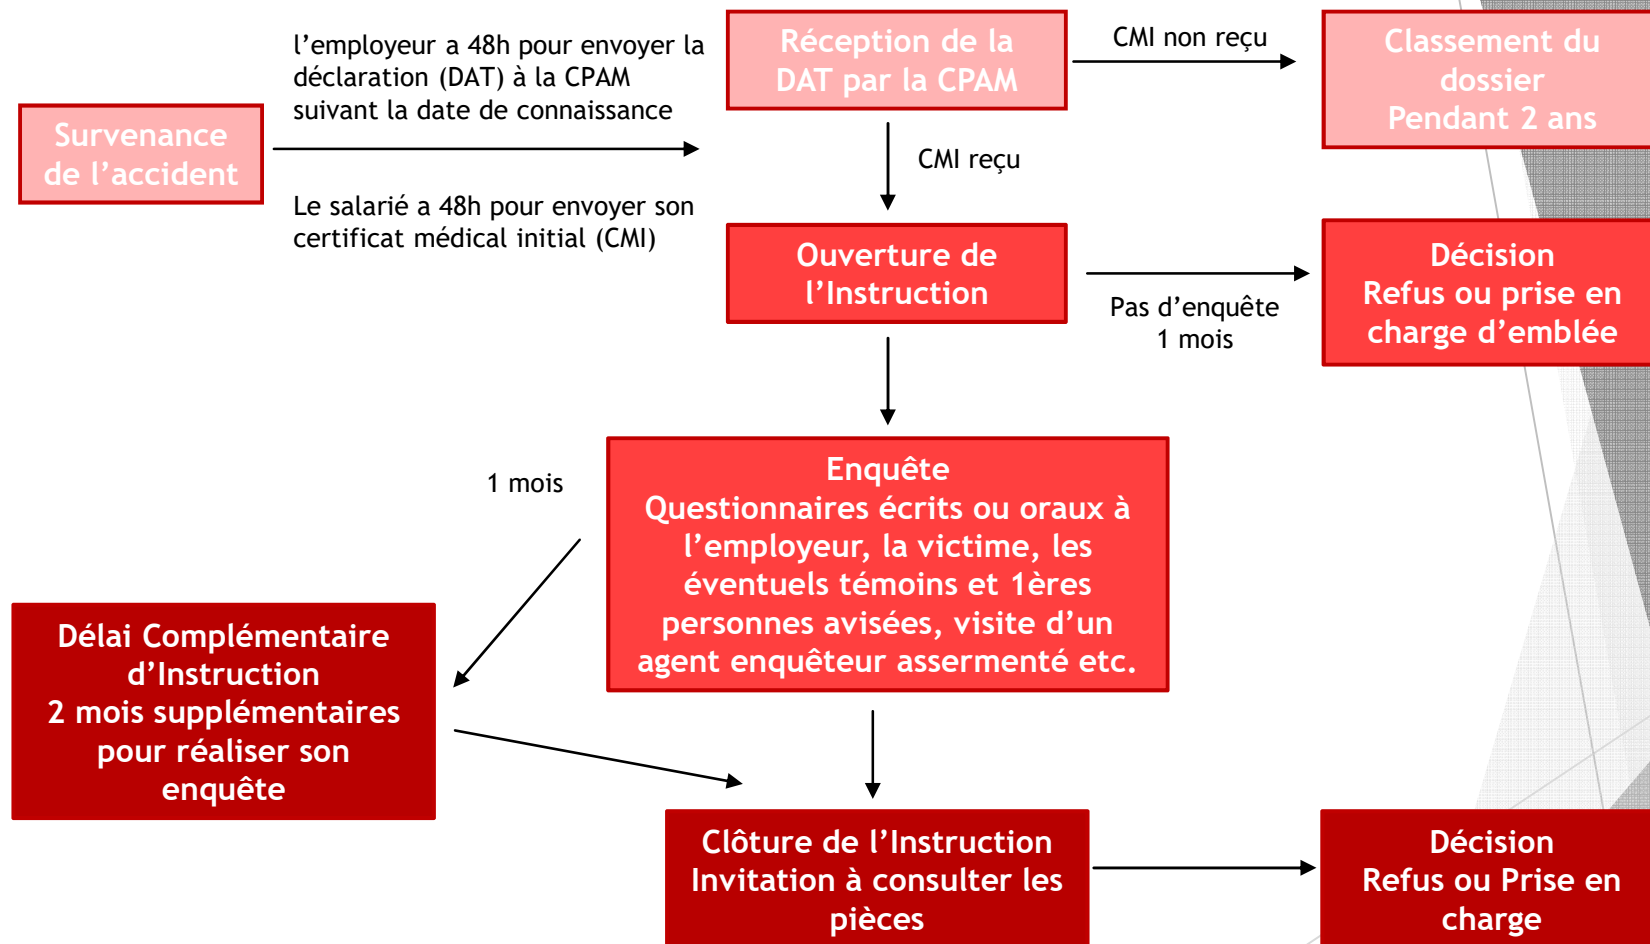 l’employeur a 48h pour envoyer la
déclaration (DAT) à la CPAM
suivant la date de connaissance
Survenance
de l’accident
Le salarié a 48h pour envoyer son
certificat médical initial (CMI)
Réception de la
DAT par la CPAM
CMI non reçu
Classement du
dossier
Pendant 2 ans
CMI reçu
Ouverture de
l’Instruction
Pas d’enquête
1 mois
Décision
Refus ou prise en
charge d’emblée
1 mois
Enquête
Questionnaires écrits ou oraux à
l’employeur, la victime, les
éventuels témoins et 1ères
personnes avisées, visite d’un
agent enquêteur assermenté etc.
Délai Complémentaire
d’Instruction
2 mois supplémentaires
pour réaliser son
enquête
Clôture de l’Instruction
Invitation à consulter les
pièces
Décision
Refus ou Prise en
charge